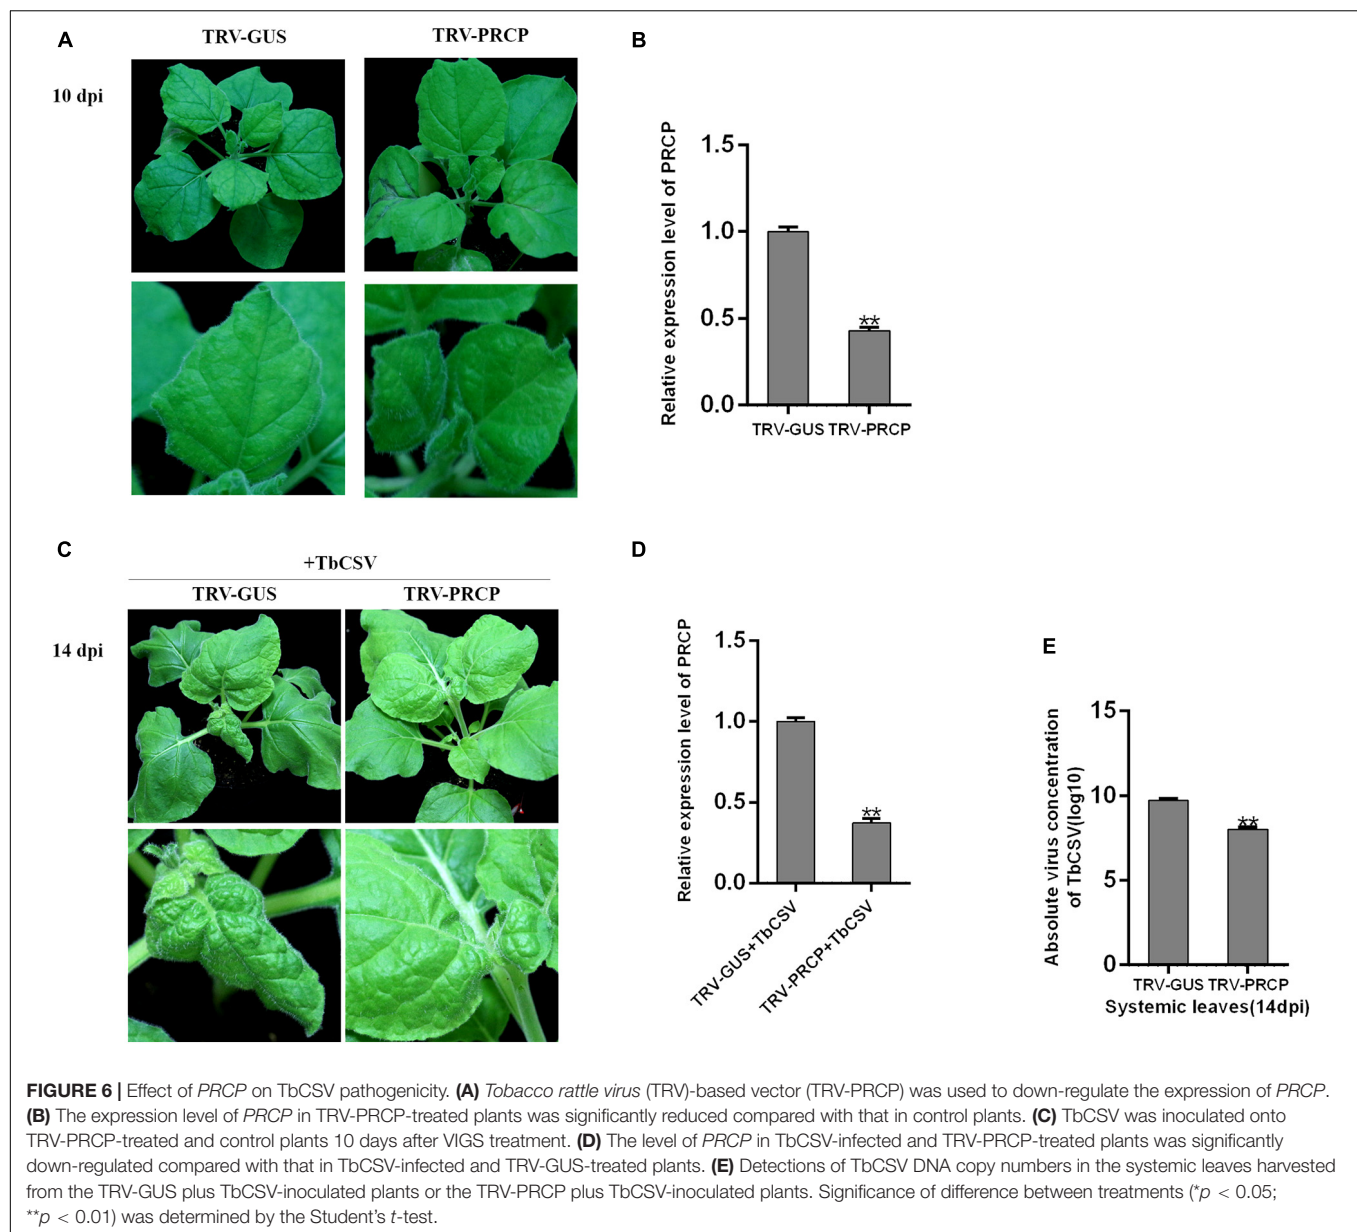 A
TRV-GUS
TRV-PRCP
10 dpi
B
Relative expression level of PRCP
1.5
1.0
0.5
0.0
**
TRV-GUS TRV-PRCP
C
+TbCSV
TRV-GUS
TRV-PRCP
14 dpi
D
Relative expression level of PRCP
1.5
1.0
0.5
0.0
**
TRV-GUS+TbCSV
TRV-PRCP+TbCSV
E
Absolute virus concentration
of TbCSV(log10)
15
10
5
0
**
TRV-GUS TRV-PRCP
Systemic leaves(14dpi)
FIGURE 6 | Effect of PRCP on TbCSV pathogenicity. (A) Tobacco rattle virus (TRV)-based vector (TRV-PRCP) was used to down-regulate the expression of PRCP.
(B) The expression level of PRCP in TRV-PRCP-treated plants was significantly reduced compared with that in control plants. (C) TbCSV was inoculated onto
TRV-PRCP-treated and control plants 10 days after VIGS treatment. (D) The level of PRCP in TbCSV-infected and TRV-PRCP-treated plants was significantly
down-regulated compared with that in TbCSV-infected and TRV-GUS-treated plants. (E) Detections of TbCSV DNA copy numbers in the systemic leaves harvested
from the TRV-GUS plus TbCSV-inoculated plants or the TRV-PRCP plus TbCSV-inoculated plants. Significance of difference between treatments (*p < 0.05;
**p < 0.01) was determined by the Student's t-test.